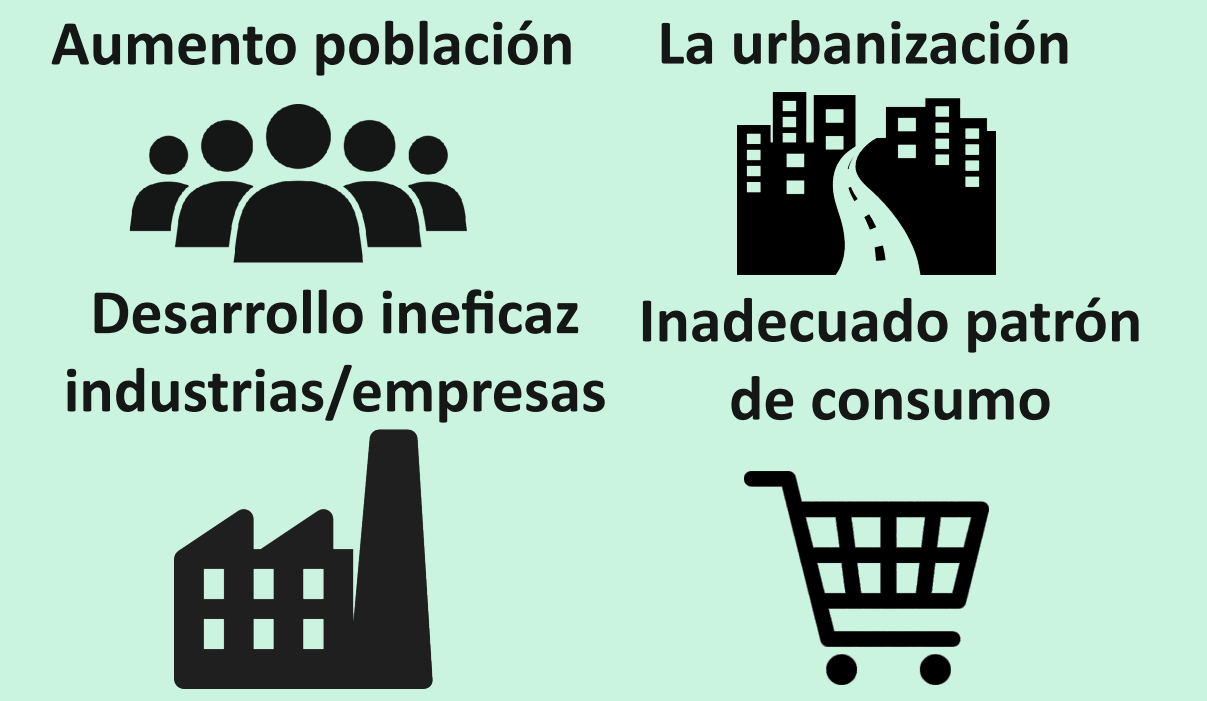 Aumento población
La urbanización
Desarrollo ineficaz
industrias/empresas
Inadecuado patrón
de consumo